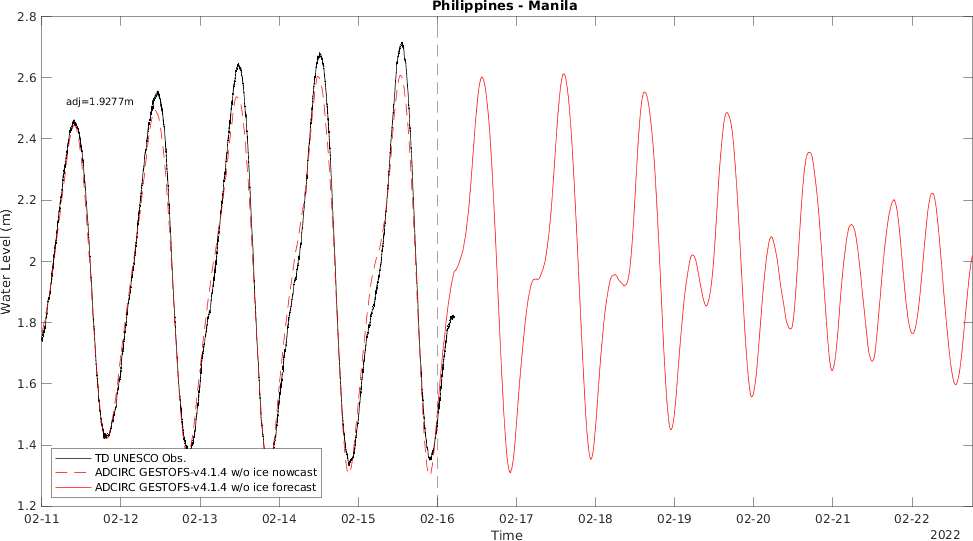 Philippines - Manila
2.8
2.6
2.4
2.2
2
1.8
1.6
1.4
1.2
Water Level (m)
adj=1.9277m
TD UNESCO Obs.
ADCIRC GESTOFS-v4.1.4 w/o ice nowcast
ADCIRC GESTOFS-v4.1.4 w/o ice forecast
02-11 02-12 02-13 02-14 02-15 02-16 02-17 02-18 02-19 02-20 02-21 02-22
Time
2022